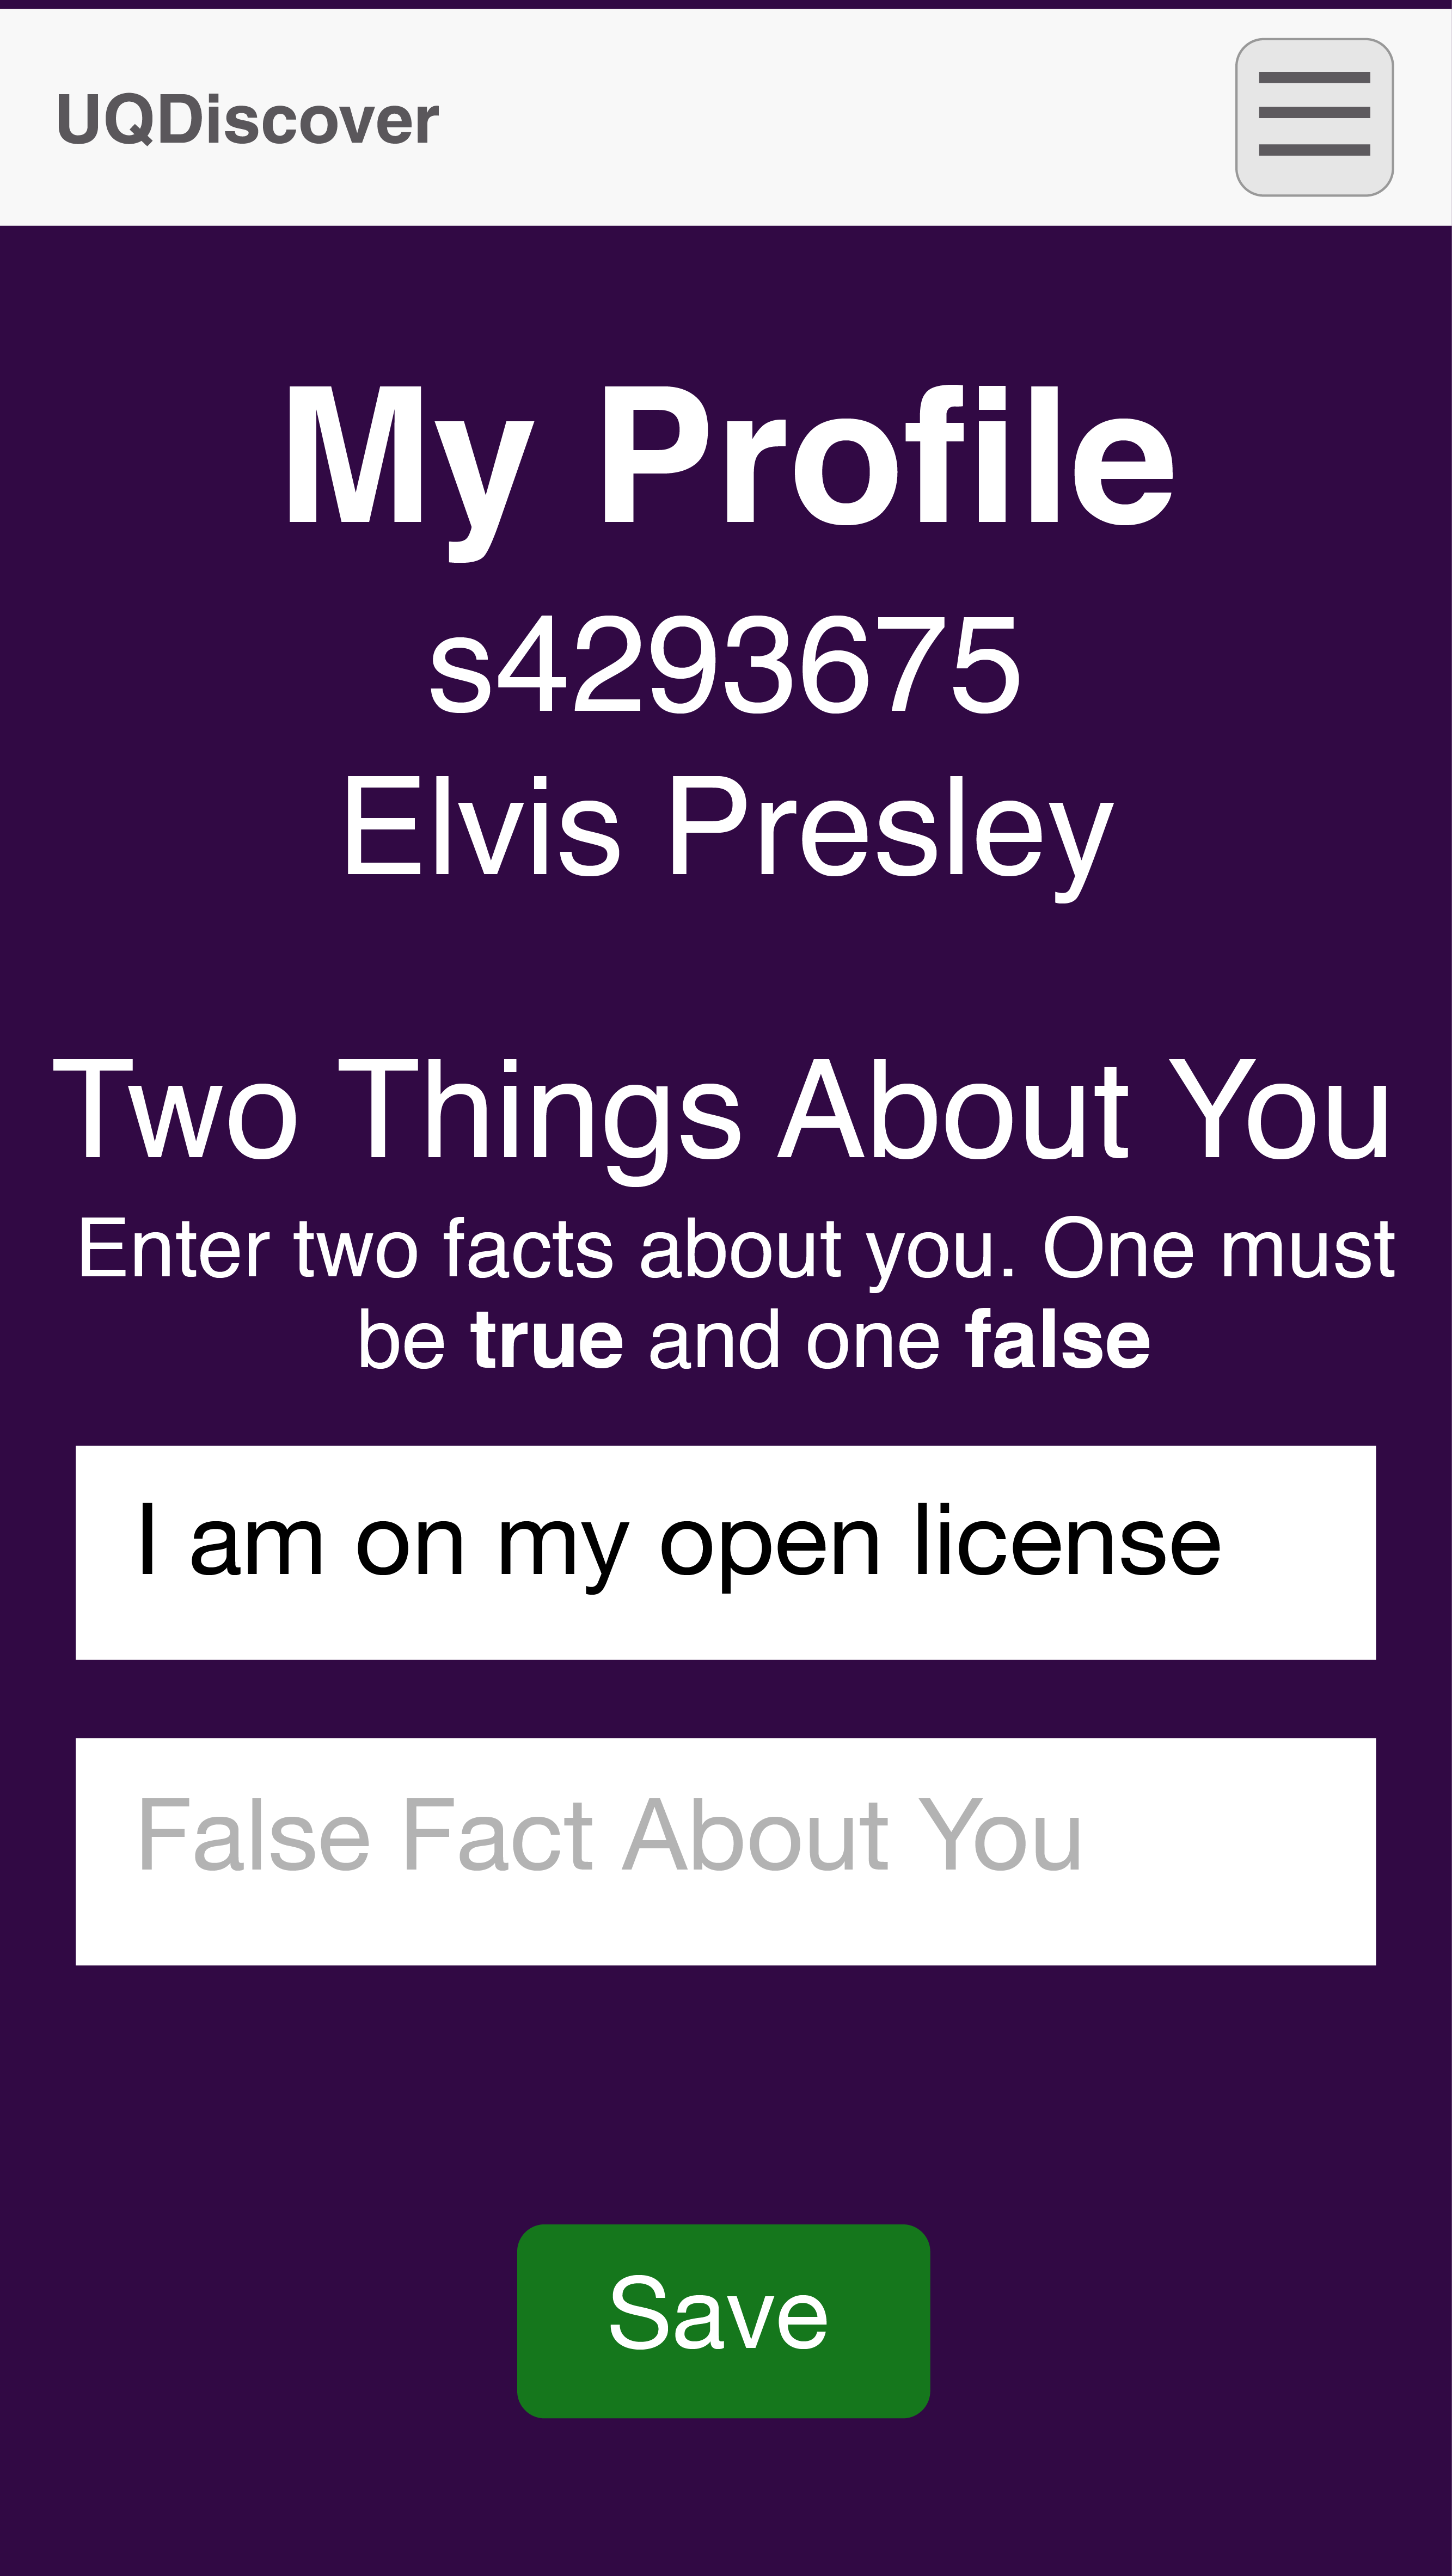 UQDiscover
My Profile
s4293675
Elvis Presley
Two Things About You
Enter two facts about you. One must
be true and one false
I am on my open license
False Fact About You
Save